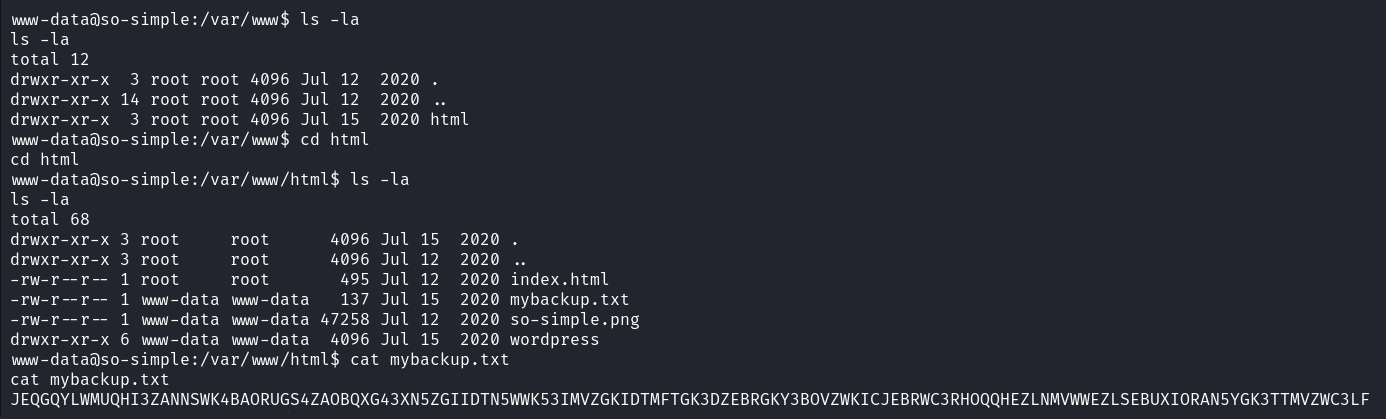 www-data@so-simple:/var/www$ ls -la
ls -la
total 12
drwxr-xr-x  3 root root 4096 Jul 12  2020 .
drwxr-xr-x 14 root root 4096 Jul 12  2020 ..
drwxr-xr-x  3 root root 4096 Jul 15  2020 html
www-data@so-simple:/var/www$ cd html
cd html
www-data@so-simple:/var/www/html$ ls -la
ls -la
total 68
drwxr-xr-x 3 root     root      4096 Jul 15  2020 .
drwxr-xr-x 3 root     root      4096 Jul 12  2020 ..
-rw-r--r-- 1 root     root       495 Jul 12  2020 index.html
-rw-r--r-- 1 www-data www-data   137 Jul 15  2020 mybackup.txt
-rw-r--r-- 1 www-data www-data 47258 Jul 12  2020 so-simple.png
drwxr-xr-x 6 www-data www-data  4096 Jul 15  2020 wordpress
www-data@so-simple:/var/www/html$ cat mybackup.txt
cat mybackup.txt
JEQGQYLWMUQHI3ZANNSWK4BAORUGS4ZAOBQXG43XN5ZGIIDTN5WWK53IMVZGKIDTMFTGK3DZEBRGKY3BOVZWKICJEBRWC3RHOQQHEZLNMVWWEZLSEBUXIORAN5YGK3TTMVZWC3LF